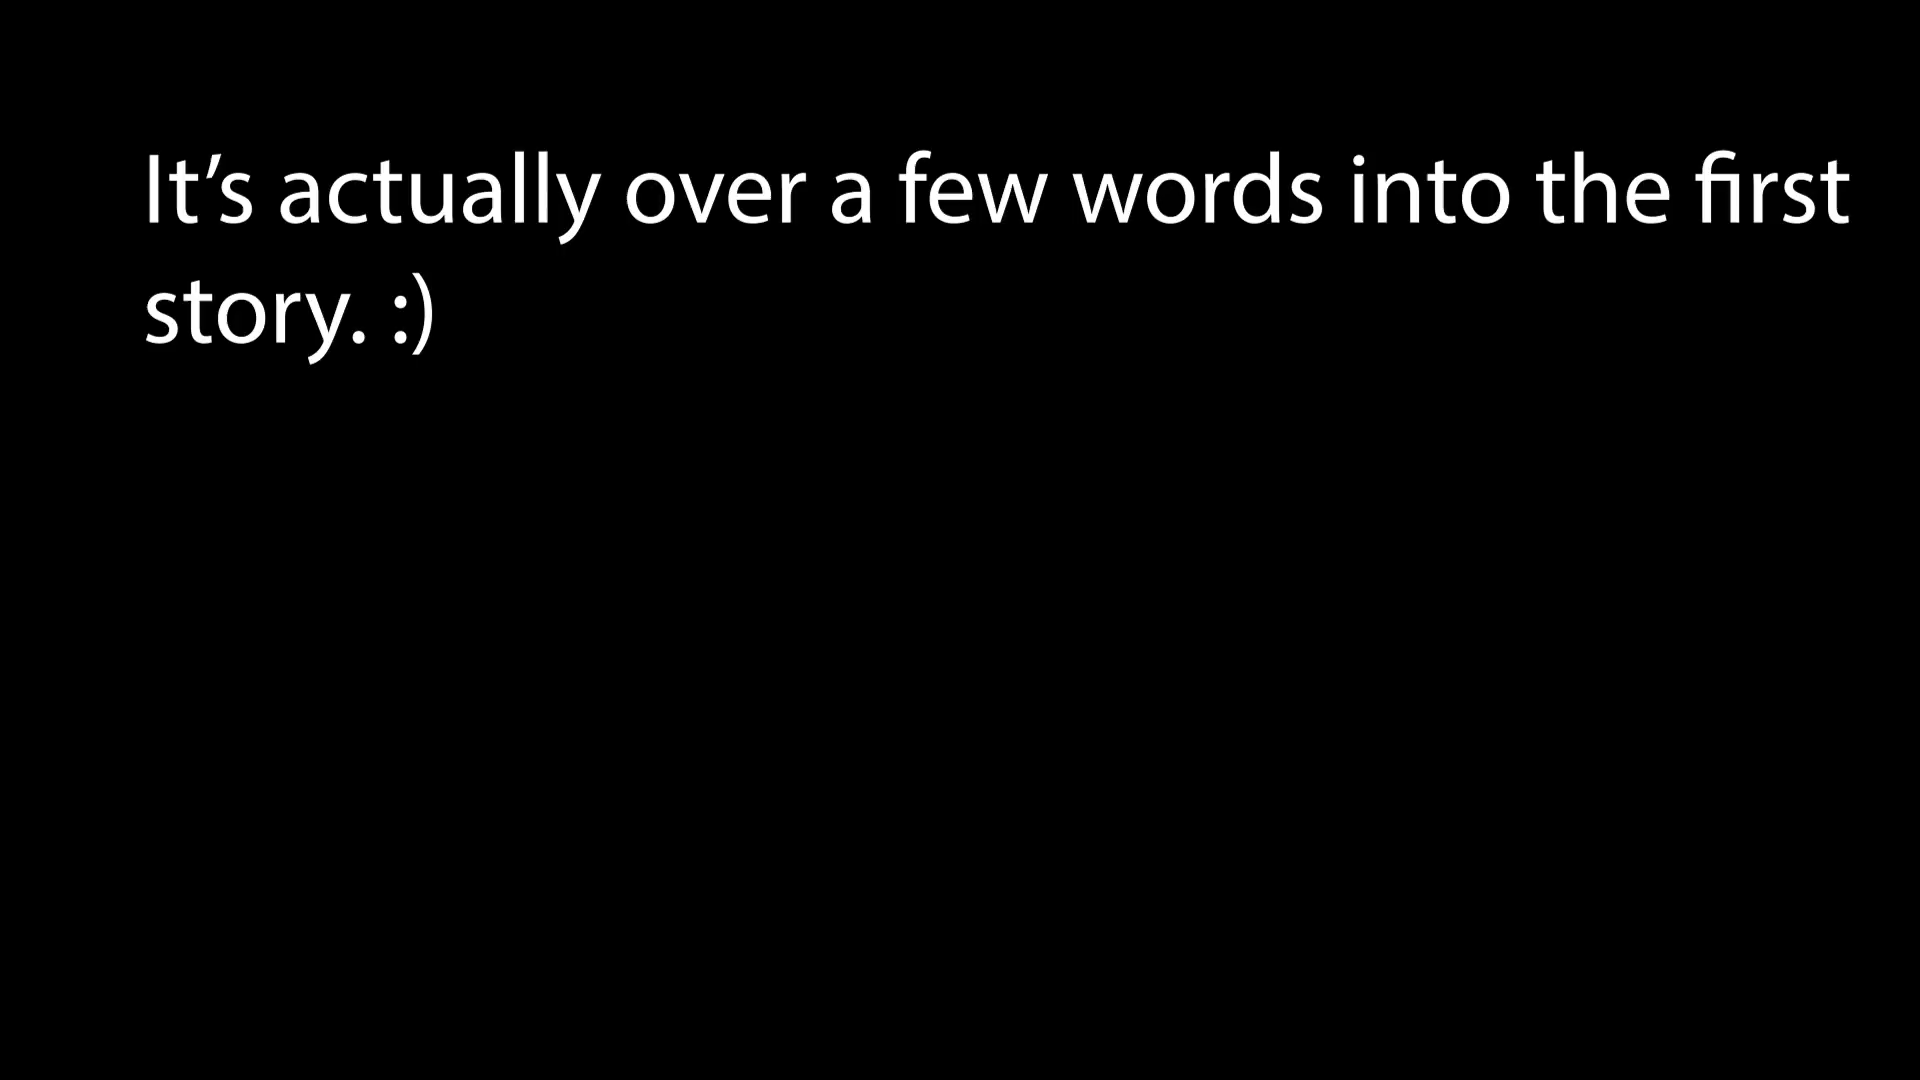 It’s actually over a few words into the first
story. :)